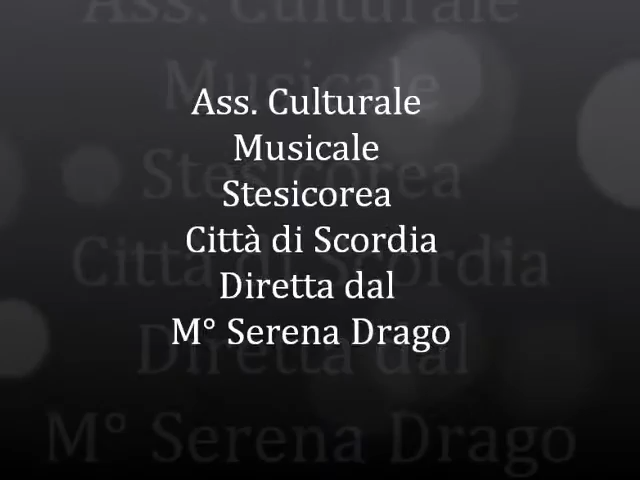 Ass. Culturale
Musicale
Stesicorea
Città di Scordia
Diretta dal
M° Serena Drago